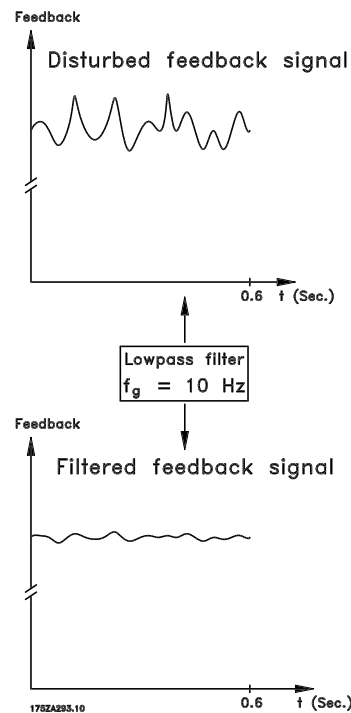 Feedback
Disturbed feedback signal
0.6 t (Sec.)
Lowpass filter
fg = 10 Hz
Feedback
Filtered feedback signal
0.6 t (Sec.)
175ZA293.10